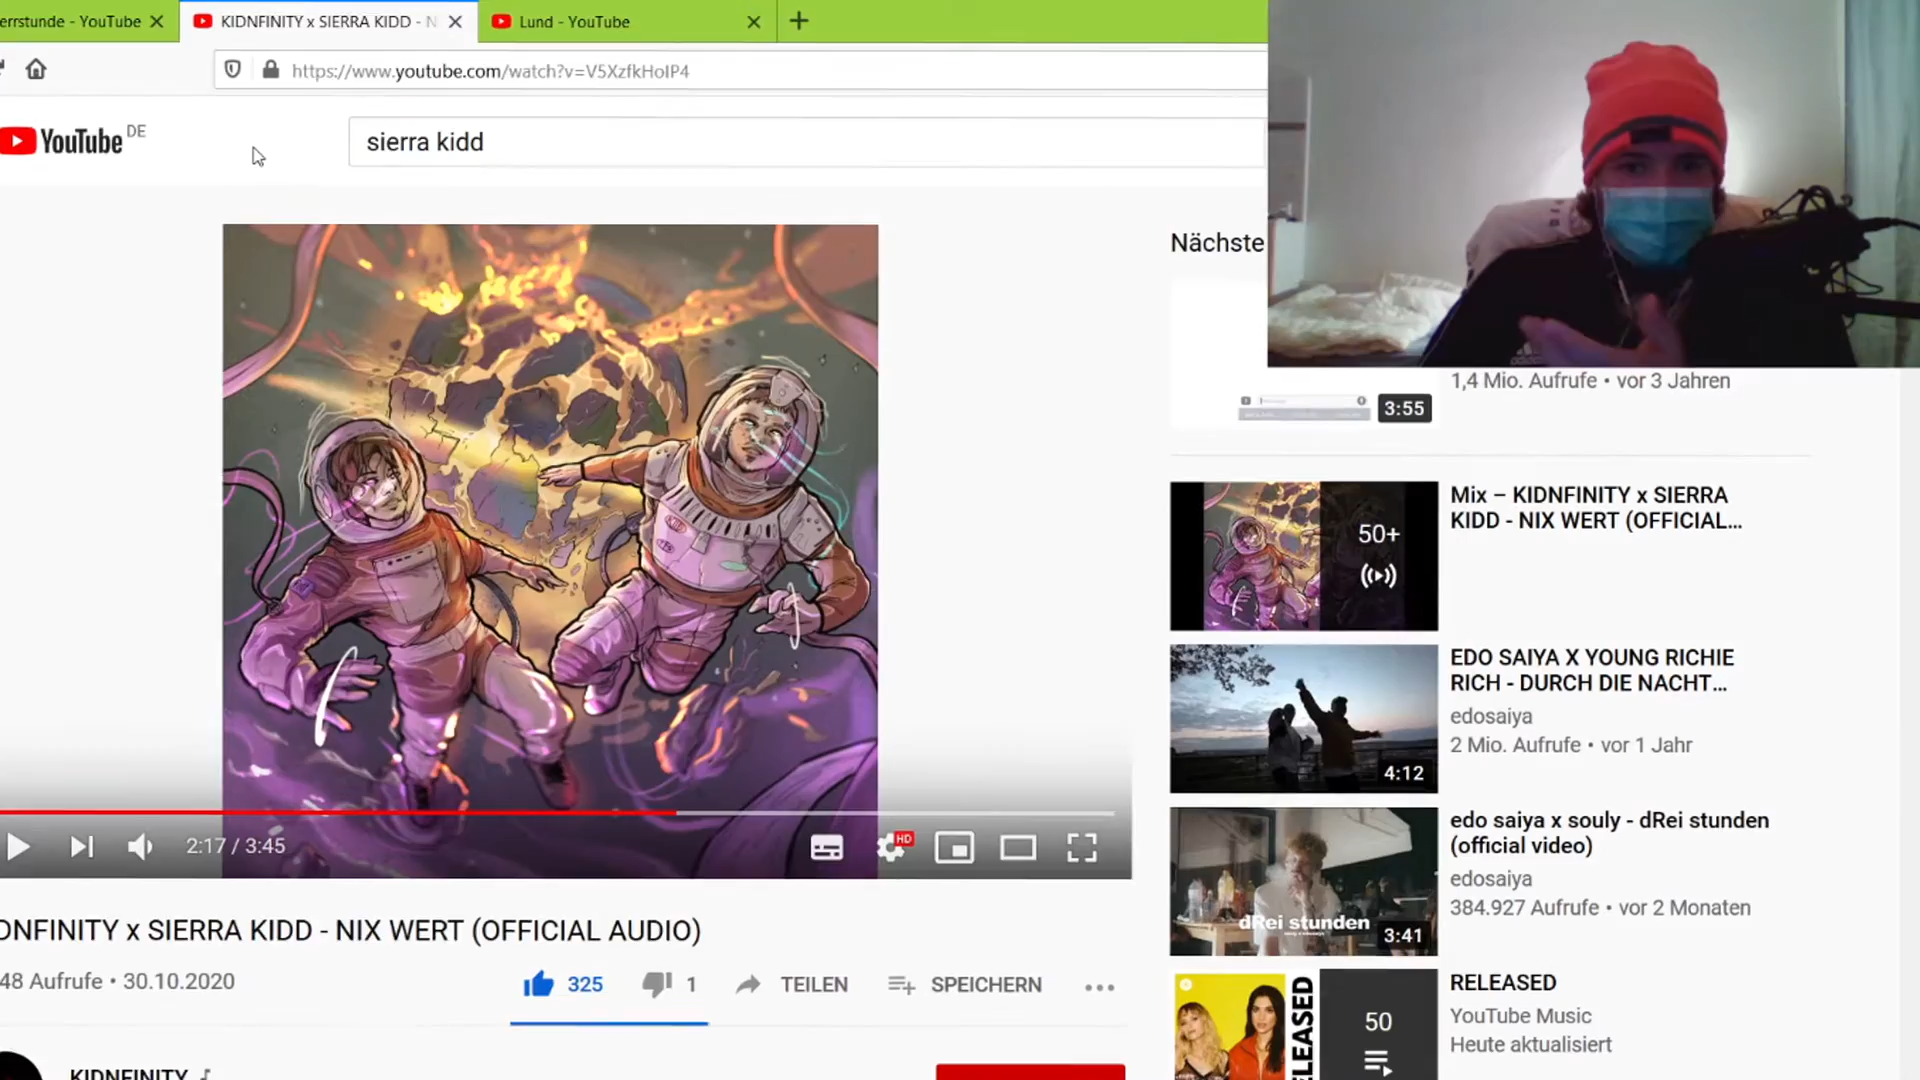 errstunde - YouTube
KIDNFINITY x SIERRA KIDD - N
Lund - YouTube
https://www.youtube.com/watch?v=V5XzfkHoIP4
YouTube DE
sierra kidd
Nächste
3:55
1,4 Mio. Aufrufe • vor 3 Jahren
50+
Mix – KIDNFINITY x SIERRA
KIDD - NIX WERT (OFFICIAL...
4:12
EDO SAIYA X YOUNG RICHIE
RICH - DURCH DIE NACHT...
edosaiya
2 Mio. Aufrufe • vor 1 Jahr
dRei stunden
3:41
edo saiya x souly - dRei stunden
(official video)
edosaiya
384.927 Aufrufe • vor 2 Monaten
RELEASED
50
RELEASED
YouTube Music
Heute aktualisiert
2:17 / 3:45
HD
DNFINITY x SIERRA KIDD - NIX WERT (OFFICIAL AUDIO)
48 Aufrufe • 30.10.2020
325
1
TEILEN
SPEICHERN
KIDNFINITY